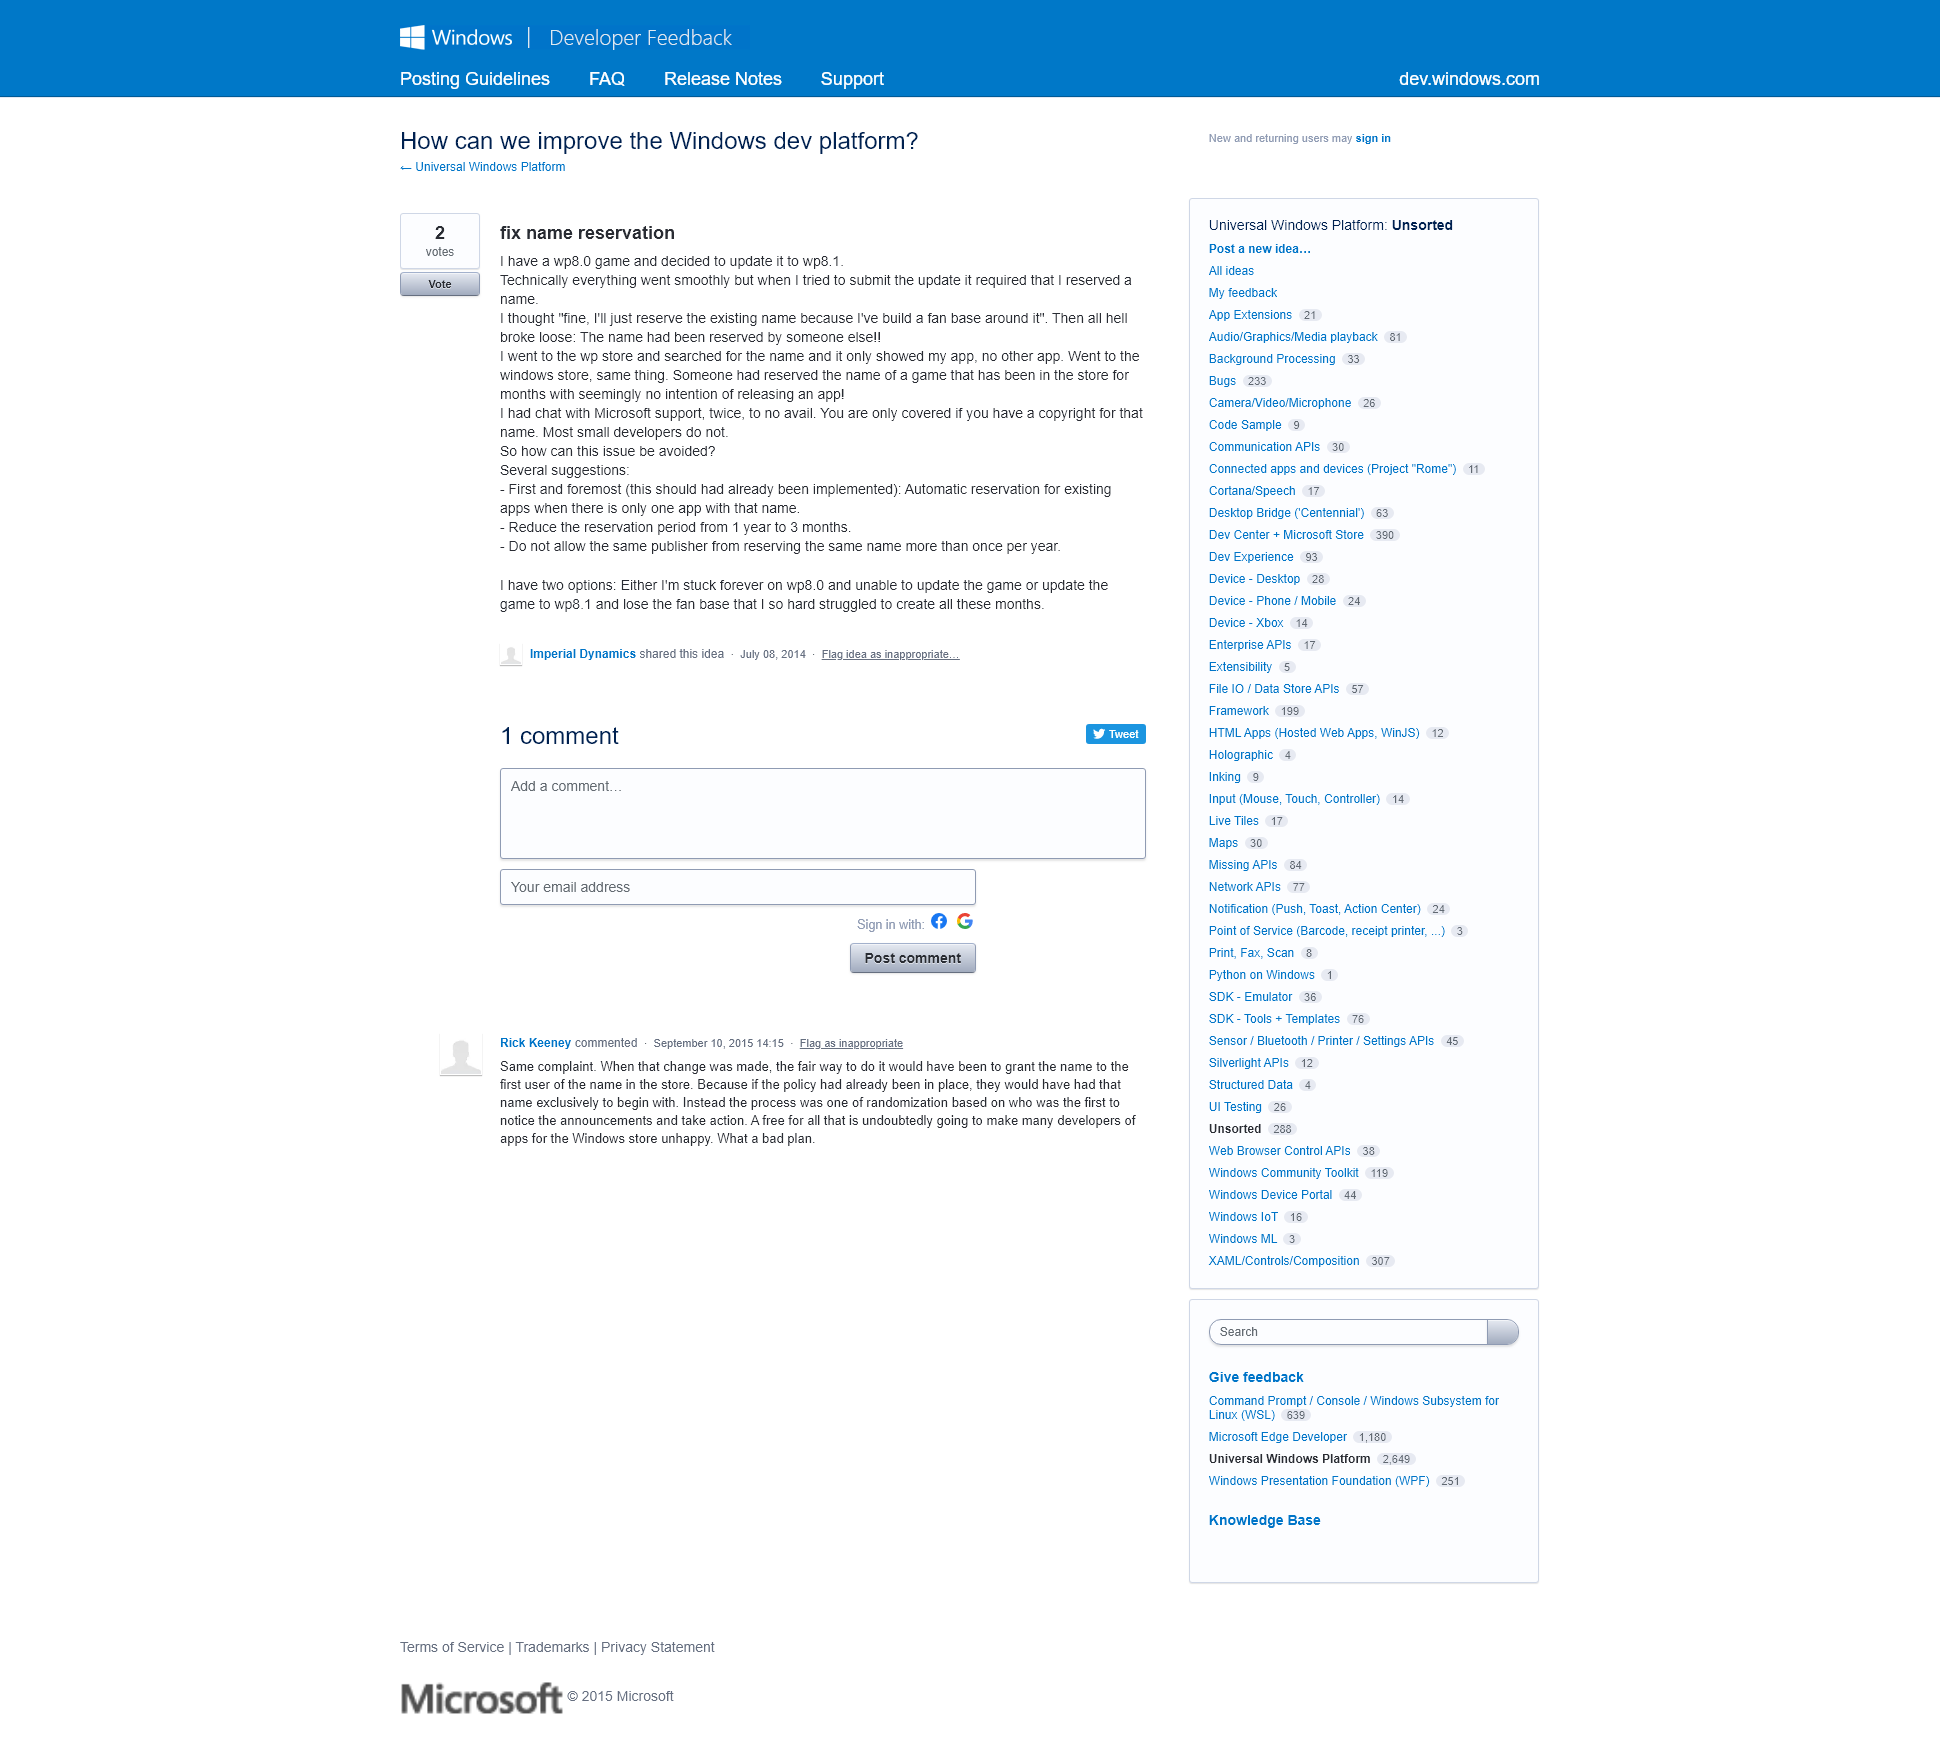 Windows | Developer Feedback
Posting Guidelines FAQ Release Notes Support dev.windows.com
How can we improve the Windows dev platform?
← Universal Windows Platform
New and returning users may sign in
2
votes
Vote
fix name reservation
I have a wp8.0 game and decided to update it to wp8.1.
Technically everything went smoothly but when I tried to submit the update it required that I reserved a
name.
I thought "fine, I'll just reserve the existing name because I've build a fan base around it". Then all hell
broke loose: The name had been reserved by someone else!!
I went to the wp store and searched for the name and it only showed my app, no other app. Went to the
windows store, same thing. Someone had reserved the name of a game that has been in the store for
months with seemingly no intention of releasing an app!
I had chat with Microsoft support, twice, to no avail. You are only covered if you have a copyright for that
name. Most small developers do not.
So how can this issue be avoided?
Several suggestions:
- First and foremost (this should had already been implemented): Automatic reservation for existing
apps when there is only one app with that name.
- Reduce the reservation period from 1 year to 3 months.
- Do not allow the same publisher from reserving the same name more than once per year.
I have two options: Either I'm stuck forever on wp8.0 and unable to update the game or update the
game to wp8.1 and lose the fan base that I so hard struggled to create all these months.
Imperial Dynamics shared this idea · July 08, 2014 · Flag idea as inappropriate…
1 comment
Tweet
Add a comment…
Your email address
Sign in with:
Post comment
Rick Keeney commented · September 10, 2015 14:15 · Flag as inappropriate
Same complaint. When that change was made, the fair way to do it would have been to grant the name to the
first user of the name in the store. Because if the policy had already been in place, they would have had that
name exclusively to begin with. Instead the process was one of randomization based on who was the first to
notice the announcements and take action. A free for all that is undoubtedly going to make many developers of
apps for the Windows store unhappy. What a bad plan.
Universal Windows Platform: Unsorted
Post a new idea…
All ideas
My feedback
App Extensions 21
Audio/Graphics/Media playback 81
Background Processing 33
Bugs 233
Camera/Video/Microphone 26
Code Sample 9
Communication APIs 30
Connected apps and devices (Project "Rome") 11
Cortana/Speech 17
Desktop Bridge ('Centennial') 63
Dev Center + Microsoft Store 390
Dev Experience 93
Device - Desktop 28
Device - Phone / Mobile 24
Device - Xbox 14
Enterprise APIs 17
Extensibility 5
File IO / Data Store APIs 57
Framework 199
HTML Apps (Hosted Web Apps, WinJS) 12
Holographic 4
Inking 9
Input (Mouse, Touch, Controller) 14
Live Tiles 17
Maps 30
Missing APIs 84
Network APIs 77
Notification (Push, Toast, Action Center) 24
Point of Service (Barcode, receipt printer, ...) 3
Print, Fax, Scan 8
Python on Windows 1
SDK - Emulator 36
SDK - Tools + Templates 76
Sensor / Bluetooth / Printer / Settings APIs 45
Silverlight APIs 12
Structured Data 4
UI Testing 26
Unsorted 288
Web Browser Control APIs 38
Windows Community Toolkit 119
Windows Device Portal 44
Windows IoT 16
Windows ML 3
XAML/Controls/Composition 307
Search
Give feedback
Command Prompt / Console / Windows Subsystem for
Linux (WSL) 639
Microsoft Edge Developer 1,180
Universal Windows Platform 2,649
Windows Presentation Foundation (WPF) 251
Knowledge Base
Terms of Service | Trademarks | Privacy Statement
Microsoft © 2015 Microsoft